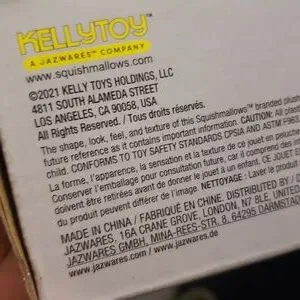 KELLYTOY
A JAZWARES™ COMPANY
www.squishmallows.com
©2021 KELLY TOYS HOLDINGS, LLC
4811 SOUTH ALAMEDA STREET
LOS ANGELES, CA 90058, USA
All rights reserved. / Tous droits réservés.
The shape, look, feel, and texture of this Squishmallows™ branded plush
future reference as it contains important information. CAUTION:
child. CONFORMS TO TOY SAFETY STANDARDS CPSIA AND ASTM F963.
La forme, l'apparence, la sensation et la texture de ce jouet en peluche
Conserver l'emballage pour consultation future, car il comprend des
doivent être retirées avant de donner le jouet à un enfant. CE JOUET ES
du produit peuvent différer de l'image. NETTOYAGE : Laver le produit
MADE IN CHINA / FABRIQUÉ EN CHINE. DISTRIBUTED BY /
JAZWARES, 16A CRANE GROVE, LONDON, N7 8LE, UNITED
JAZWARES GMBH, MINA-REES-STR. 8, 64295 DARMSTAD
www.jazwares.com / www.jazwares.de